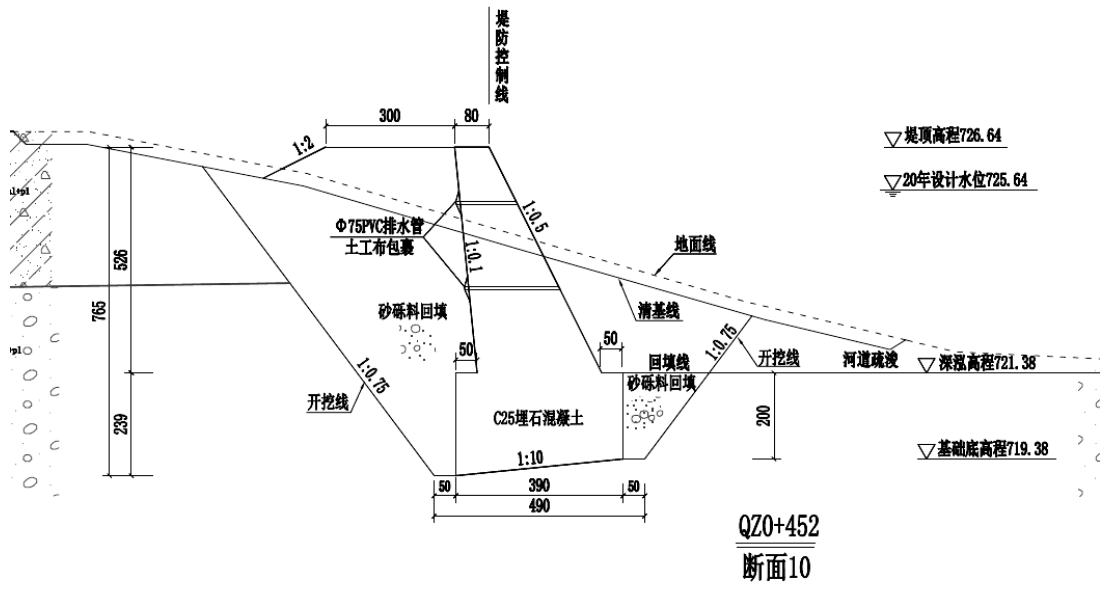 堤防控制线
300
80
1:2
堤顶高程726.64
20年设计水位725.64
1:0.5
Φ75PVC排水管
土工布包裹
1:0.1
地面线
526
765
清基线
砂砾料回填
50
50
1:0.75
1:0.75
回填线
开挖线
河道疏浚
深泓高程721.38
砂砾料回填
开挖线
C25埋石混凝土
239
200
1:10
基础底高程719.38
50
390
50
490
QZ0+452
断面10